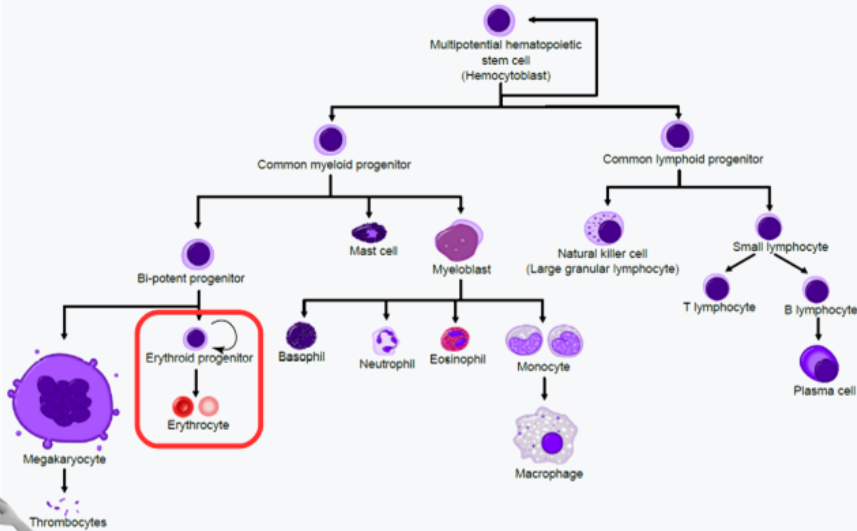 Multipotential hematopoietic
stem cell
(Hemocytoblast)
Common myeloid progenitor
Common lymphoid progenitor
Bi-potent progenitor
Mast cell
Myeloblast
Natural killer cell
(Large granular lymphocyte)
Small lymphocyte
T lymphocyte
B lymphocyte
Erythroid progenitor
Basophil
Neutrophil
Eosinophil
Monocyte
Plasma cell
Erythrocyte
Megakaryocyte
Macrophage
Thrombocytes